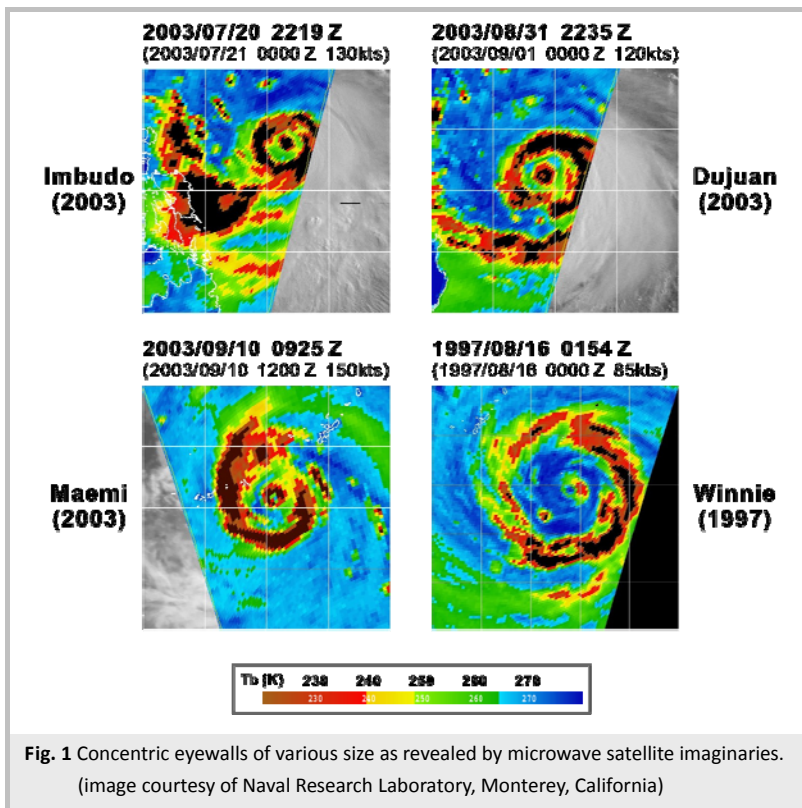 2003/07/20 2219 Z
(2003/07/21 0000 Z 130kts)
2003/08/31 2235 Z
(2003/09/01 0000 Z 120kts)
Imbudo
(2003)
Dujuan
(2003)
2003/09/10 0925 Z
(2003/09/10 1200 Z 150kts)
1997/08/16 0154 Z
(1997/08/16 0000 Z 85kts)
Maemi
(2003)
Winnie
(1997)
Tb (K) 230 240 250 260 270
230 240 250 260 270
Fig. 1 Concentric eyewalls of various size as revealed by microwave satellite imaginaries.
(image courtesy of Naval Research Laboratory, Monterey, California)